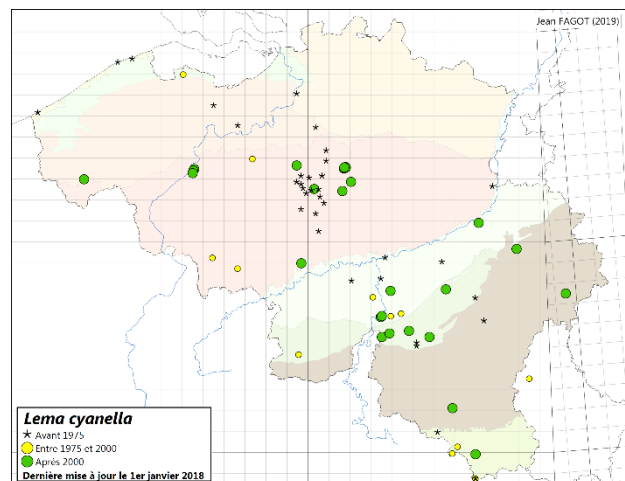 Jean FAGOT (2019)
Lema cyanella
Avant 1975
Entre 1975 et 2000
Après 2000
Dernière mise à jour le 1er janvier 2018